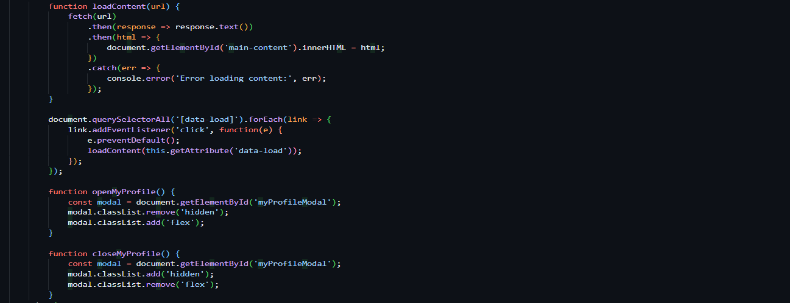 function loadContent(url) {
fetch(url)
.then(response => response.text())
.then(html => {
document.getElementById('main-content').innerHTML = html;
})
.catch(err => {
console.error('Error loading content:', err);
});
}
document.querySelectorAll('[data-load]').forEach(link => {
link.addEventListener('click', function(e) {
e.preventDefault();
loadContent(this.getAttribute('data-load'));
});
});
function openMyProfile() {
const modal = document.getElementById('myProfileModal');
modal.classList.remove('hidden');
modal.classList.add('flex');
}
function closeMyProfile() {
const modal = document.getElementById('myProfileModal');
modal.classList.add('hidden');
modal.classList.remove('flex');
}